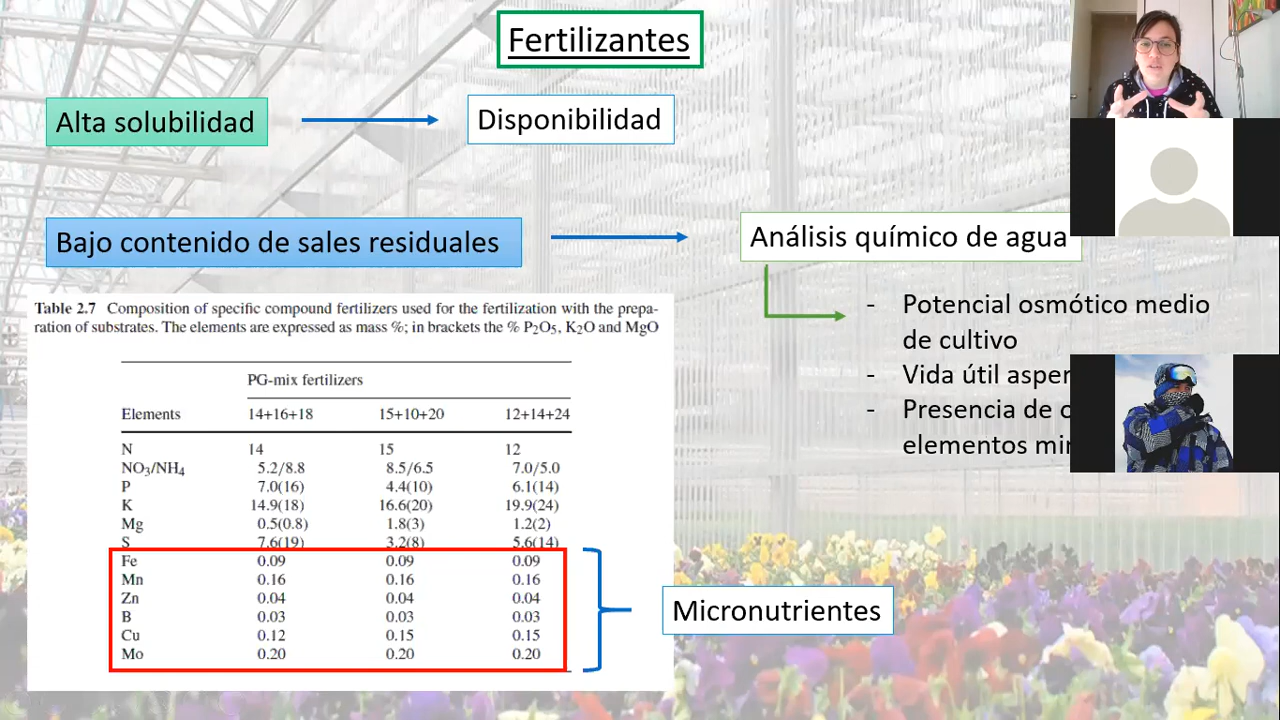 Fertilizantes
Alta solubilidad
Disponibilidad
Bajo contenido de sales residuales
Análisis químico de agua
- Potencial osmótico medio
de cultivo
- Vida útil
- Presencia de
elementos
Table 2.7 Composition of specific compound fertilizers used for the fertilization with the prepa-
ration of substrates. The elements are expressed as mass %; in brackets the % P2O5, K2O and MgO
PG-mix fertilizers
Elements 14+16+18 15+10+20 12+14+24
N 14 15 12
NO3/NH4 5.2/8.8 8.5/6.5 7.0/5.0
P 7.0(16) 4.4(10) 6.1(14)
K 14.9(18) 16.6(20) 19.9(24)
Mg 0.5(0.8) 1.8(3) 1.2(2)
S 7.6(19) 3.2(8) 5.6(14)
Fe 0.09 0.09 0.09
Mn 0.16 0.16 0.16
Zn 0.04 0.04 0.04
B 0.03 0.03 0.03
Cu 0.12 0.15 0.15
Mo 0.20 0.20 0.20
Micronutrientes